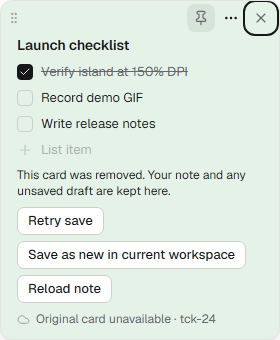 Launch checklist
Verify island at 150% DPI
Record demo GIF
Write release notes
List item
This card was removed. Your note and any
unsaved draft are kept here.
Retry save
Save as new in current workspace
Reload note
Original card unavailable · tck-24